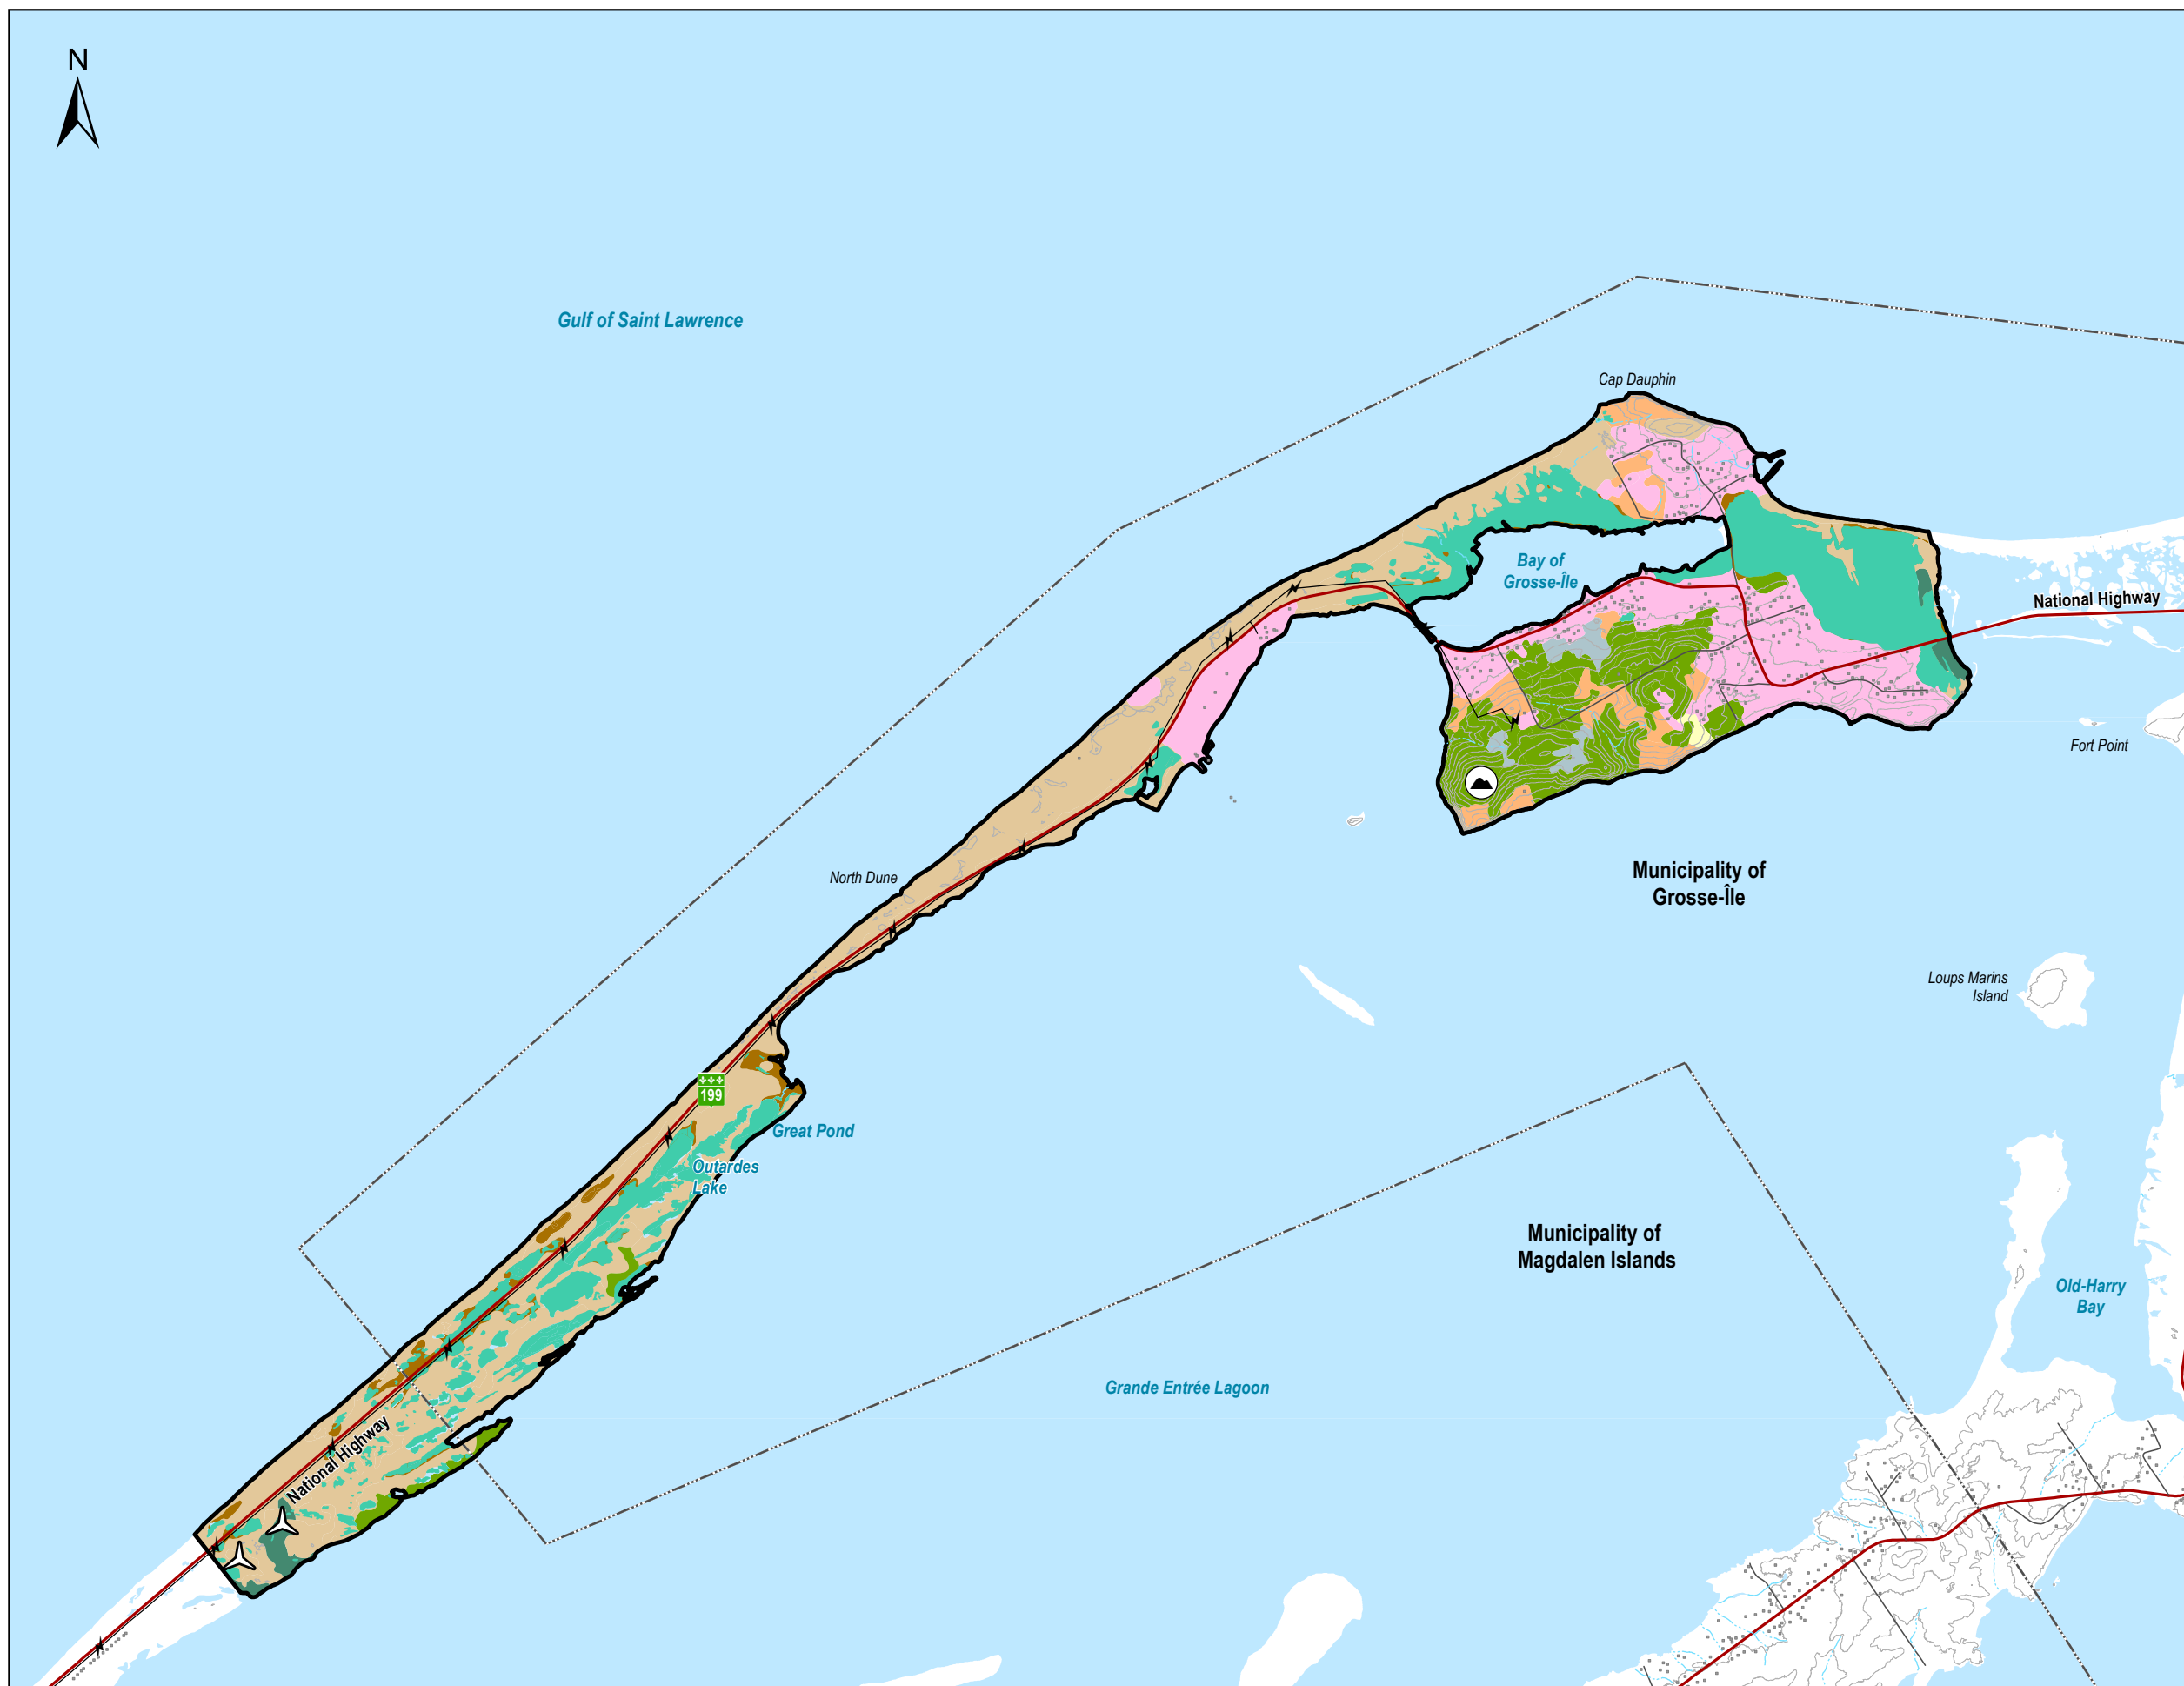 N
Gulf of Saint Lawrence
Cap Dauphin
Bay of
Grosse-Île
National Highway
Fort Point
Municipality of
Grosse-Île
North Dune
Loups Marins
Island
199
Great Pond
Outardes
Lake
Municipality of
Magdalen Islands
Old-Harry
Bay
Grande Entrée Lagoon
National Highway